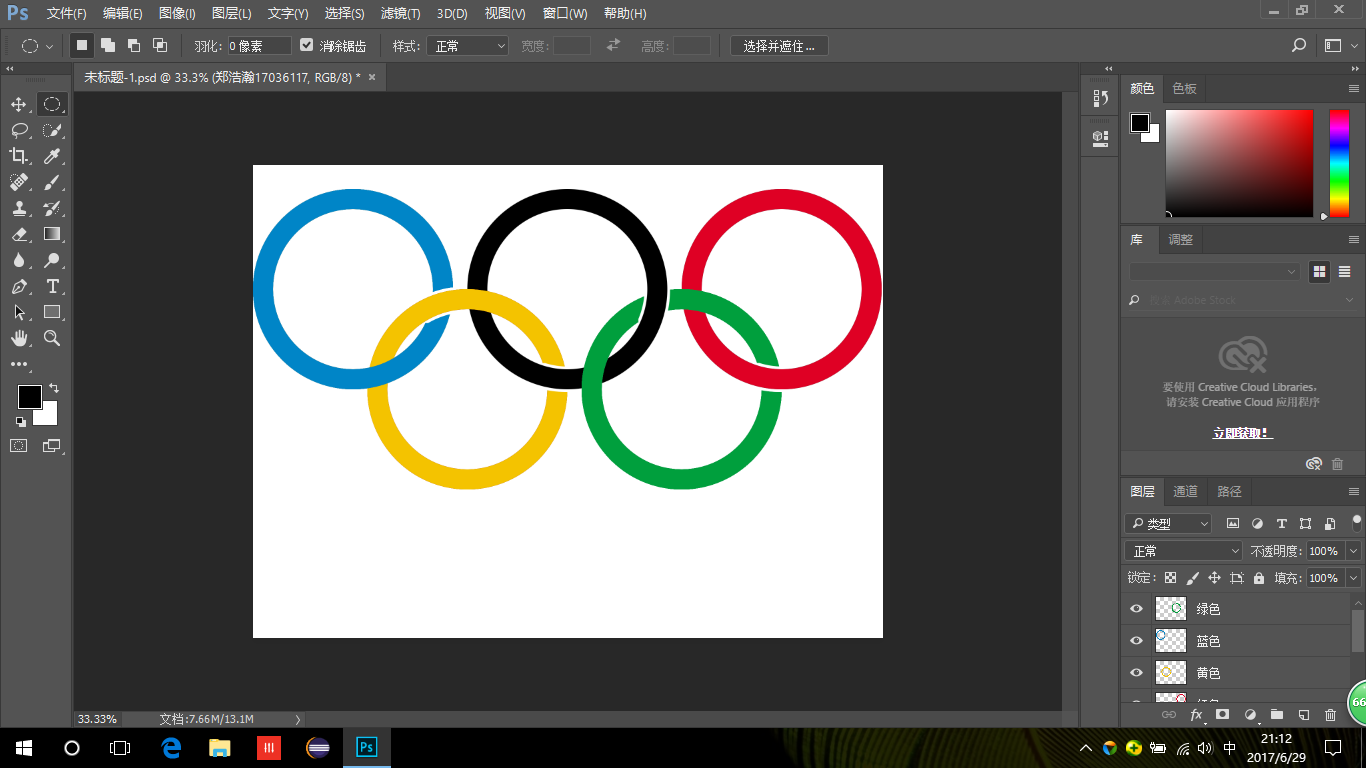 Ps 文件(F) 编辑(E) 图像(I) 图层(L) 文字(Y) 选择(S) 滤镜(T) 3D(D) 视图(V) 窗口(W) 帮助(H)
羽化: 0 像素 消除锯齿 样式: 正常 宽度: 高度: 选择并遮住...
未标题-1.psd @ 33.3% (郑浩瀚17036117, RGB/8) * ×
颜色 色板
库 调整
搜索 Adobe Stock
要使用 Creative Cloud Libraries，
请安装 Creative Cloud 应用程序
立即获取！
图层 通道 路径
类型
正常 不透明度: 100%
锁定: 填充: 100%
绿色
蓝色
黄色
33.33% 文档:7.66M/13.1M
66
中 21:12
2017/6/29